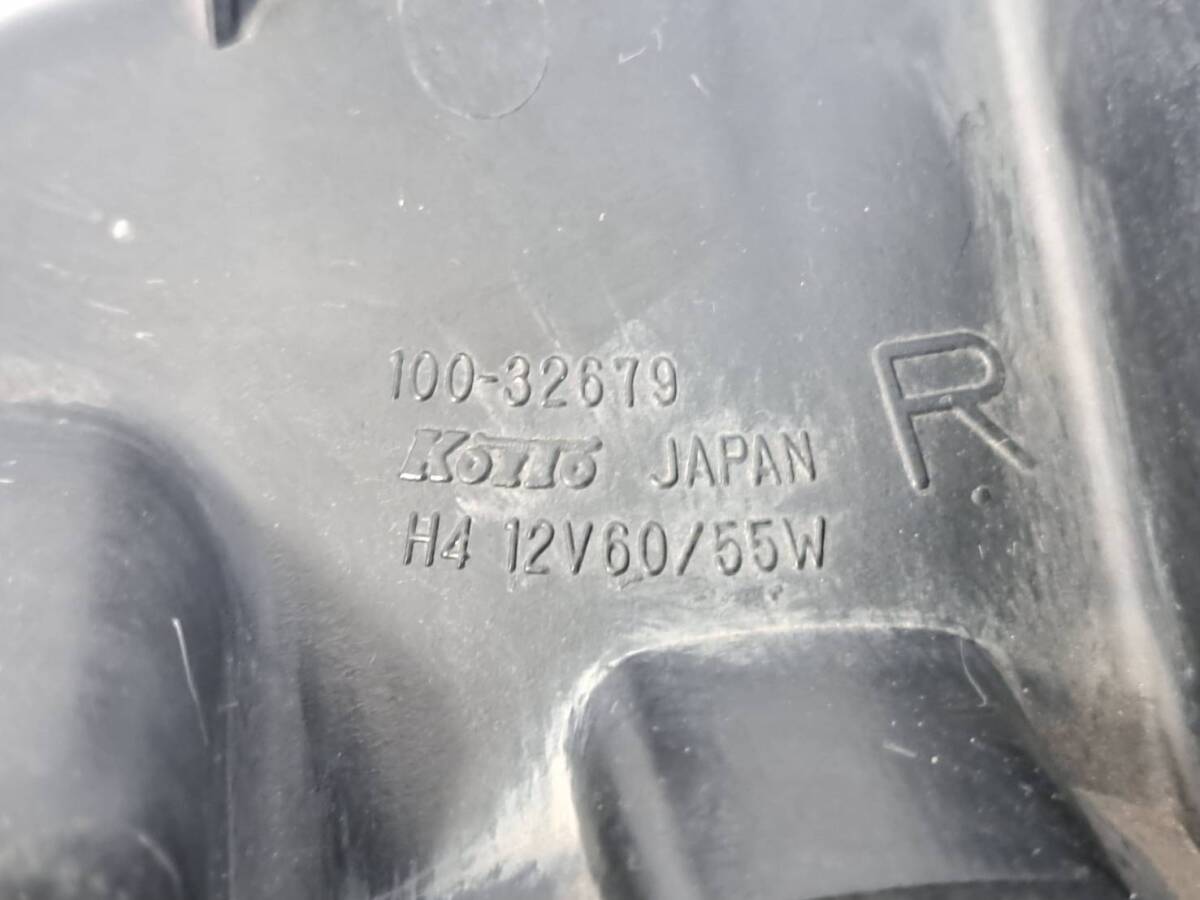 100-32679
R
KOITO JAPAN
H4 12V60/55W